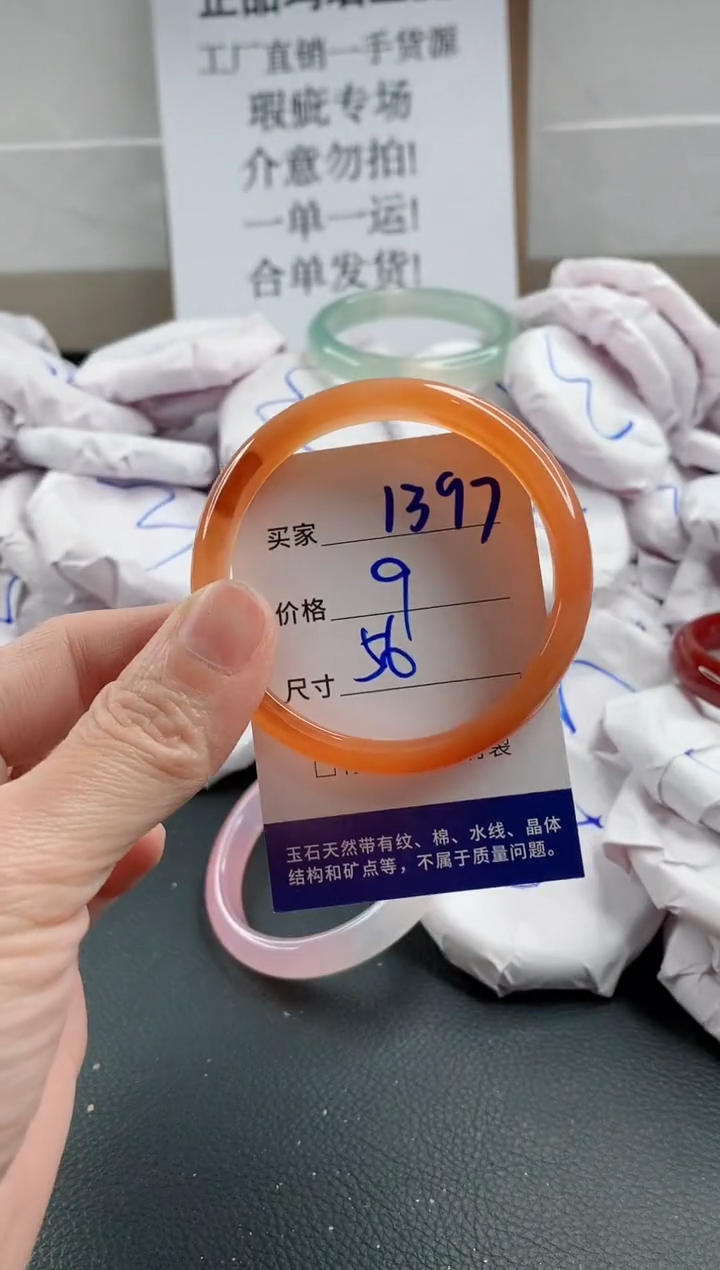 工厂直销一手货源
瑕疵专场
介意勿拍!
一单一运!
合单发货!
买家 1397
价格 9
尺寸 56
玉石天然带有纹、棉、水线、晶体
结构和矿点等，不属于质量问题。